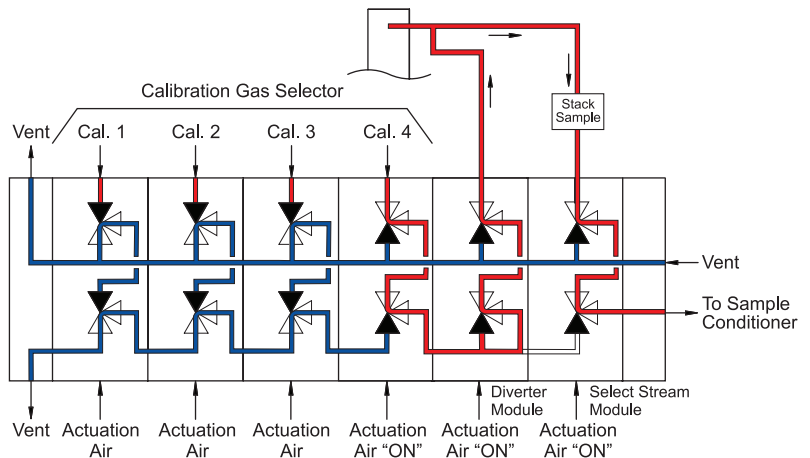 Stack
Sample
Calibration Gas Selector
Vent
Cal. 1
Cal. 2
Cal. 3
Cal. 4
Vent
To Sample
Conditioner
Diverter
Module
Select Stream
Module
Vent
Actuation
Air
Actuation
Air
Actuation
Air
Actuation
Air “ON”
Actuation
Air “ON”
Actuation
Air “ON”